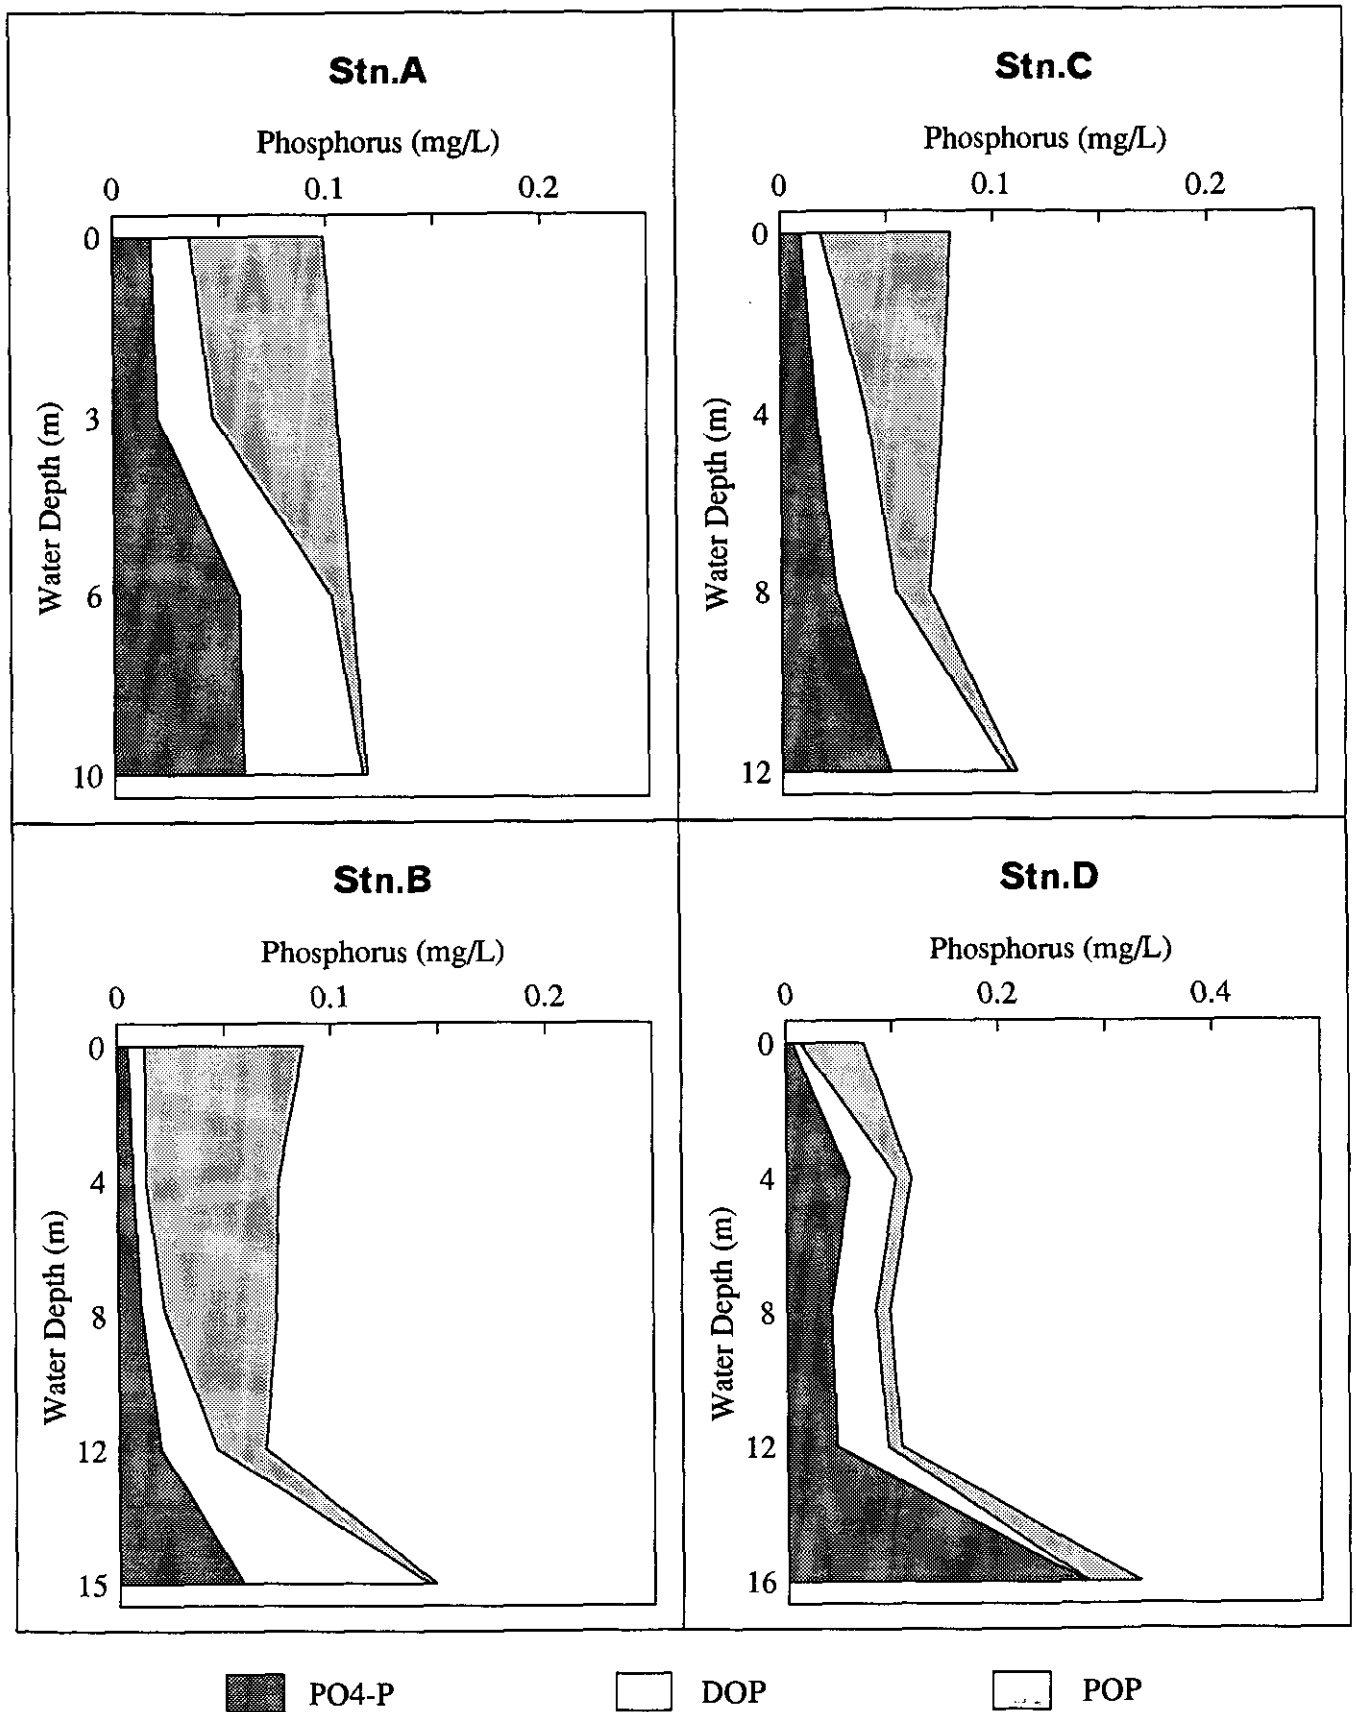 Stn.A
Phosphorus (mg/L)
0 0.1 0.2
Water Depth (m)
0
3
6
10
Stn.C
Phosphorus (mg/L)
0 0.1 0.2
Water Depth (m)
0
4
8
12
Stn.B
Phosphorus (mg/L)
0 0.1 0.2
Water Depth (m)
0
4
8
12
15
Stn.D
Phosphorus (mg/L)
0 0.2 0.4
Water Depth (m)
0
4
8
12
16
PO4-P DOP POP